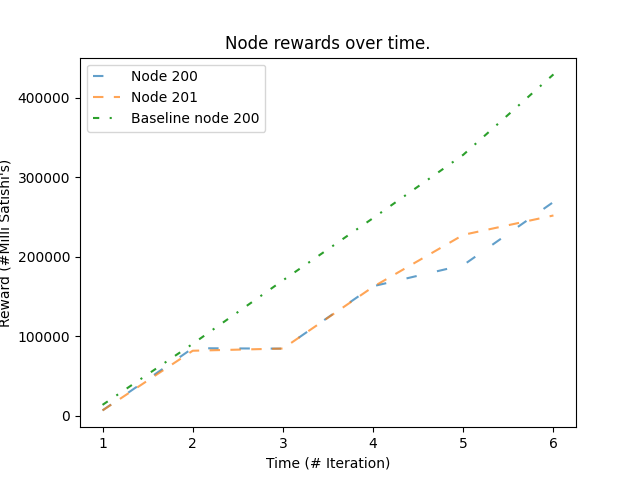 Node rewards over time.
Node 200
Node 201
Baseline node 200
400000
300000
200000
100000
0
Reward (#Milli Satishi's)
1 2 3 4 5 6
Time (# Iteration)